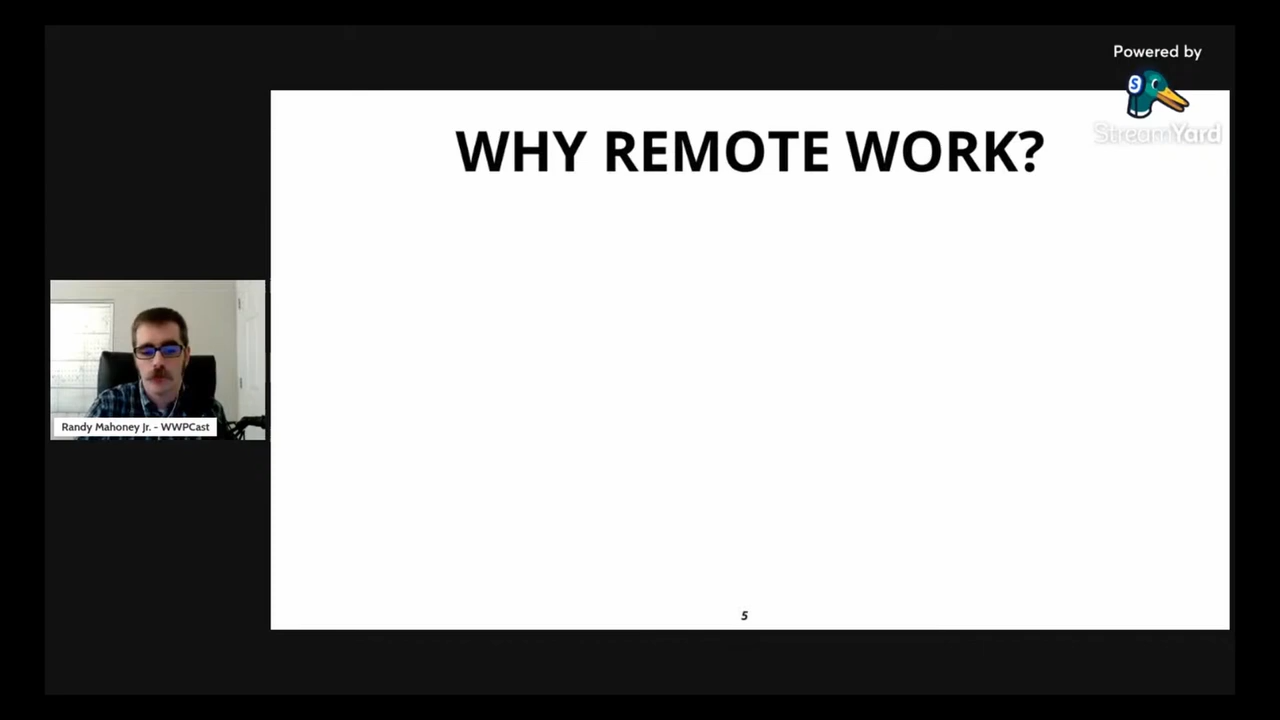 Powered by
StreamYard
WHY REMOTE WORK?
Randy Mahoney Jr. - WWPCast
5